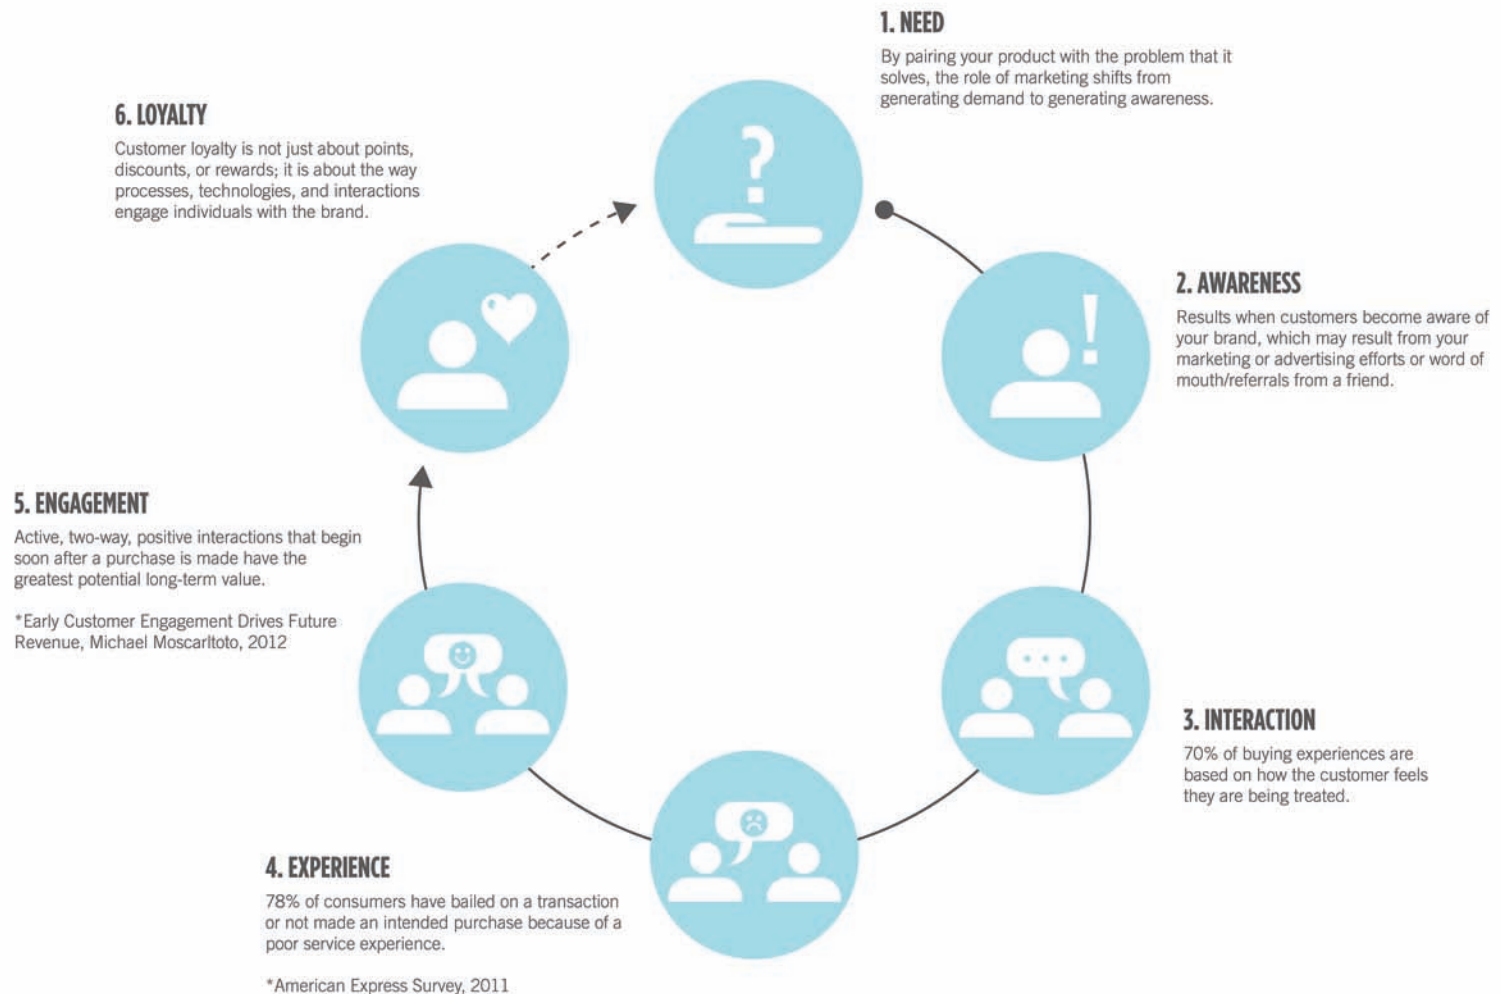 1. NEED
By pairing your product with the problem that it
solves, the role of marketing shifts from
generating demand to generating awareness.
2. AWARENESS
Results when customers become aware of
your brand, which may result from your
marketing or advertising efforts or word of
mouth/referrals from a friend.
3. INTERACTION
70% of buying experiences are
based on how the customer feels
they are being treated.
4. EXPERIENCE
78% of consumers have bailed on a transaction
or not made an intended purchase because of a
poor service experience.
*American Express Survey, 2011
5. ENGAGEMENT
Active, two-way, positive interactions that begin
soon after a purchase is made have the
greatest potential long-term value.
*Early Customer Engagement Drives Future
Revenue, Michael Moscarltoto, 2012
6. LOYALTY
Customer loyalty is not just about points,
discounts, or rewards; it is about the way
processes, technologies, and interactions
engage individuals with the brand.